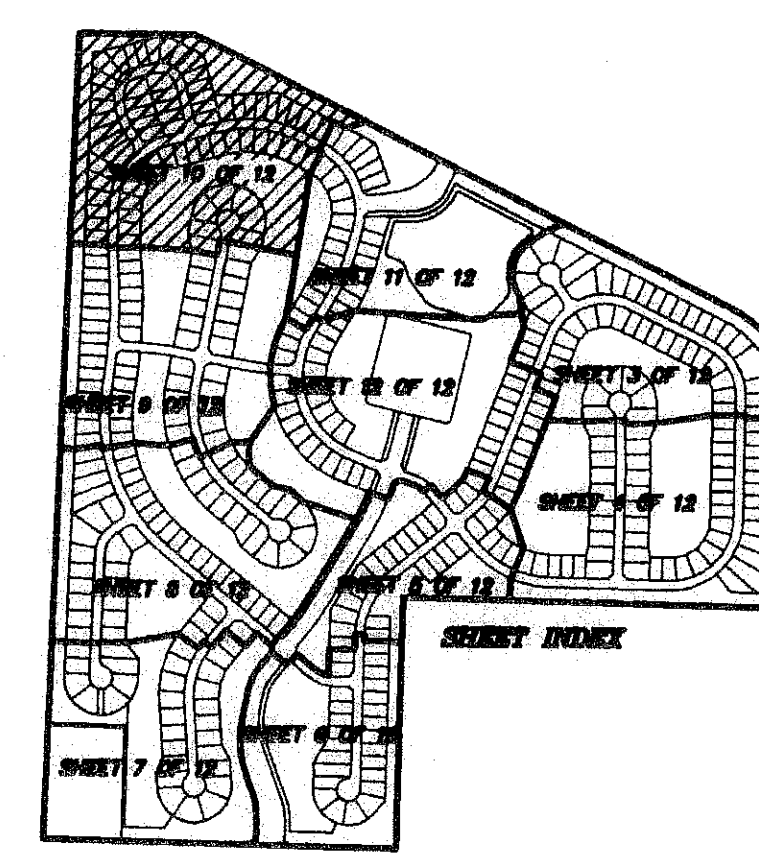 SHEET 10 OF 12
SHEET 11 OF 12
SHEET 3 OF 12
SHEET 12 OF 12
SHEET 9 OF 12
SHEET 4 OF 12
SHEET 8 OF 12
SHEET 5 OF 12
SHEET INDEX
SHEET 6 OF 12
SHEET 7 OF 12